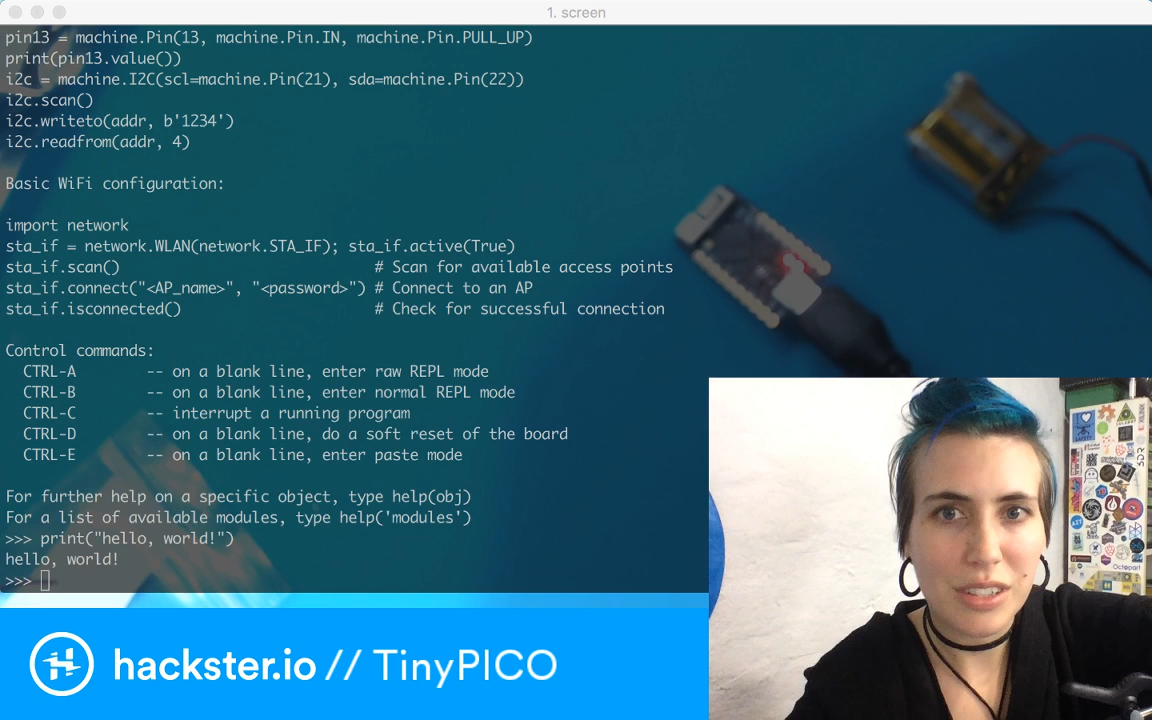 1. screen
pin13 = machine.Pin(13, machine.Pin.IN, machine.Pin.PULL_UP)
print(pin13.value())
i2c = machine.I2C(scl=machine.Pin(21), sda=machine.Pin(22))
i2c.scan()
i2c.writeto(addr, b'1234')
i2c.readfrom(addr, 4)
Basic WiFi configuration:
import network
sta_if = network.WLAN(network.STA_IF); sta_if.active(True)
sta_if.scan() # Scan for available access points
sta_if.connect("<AP_name>", "<password>") # Connect to an AP
sta_if.isconnected() # Check for successful connection
Control commands:
CTRL-A -- on a blank line, enter raw REPL mode
CTRL-B -- on a blank line, enter normal REPL mode
CTRL-C -- interrupt a running program
CTRL-D -- on a blank line, do a soft reset of the board
CTRL-E -- on a blank line, enter paste mode
For further help on a specific object, type help(obj)
For a list of available modules, type help('modules')
>>> print("hello, world!")
hello, world!
>>>
hackster.io // TinyPICO
SAFETY
XILINX
SDR
Octopart